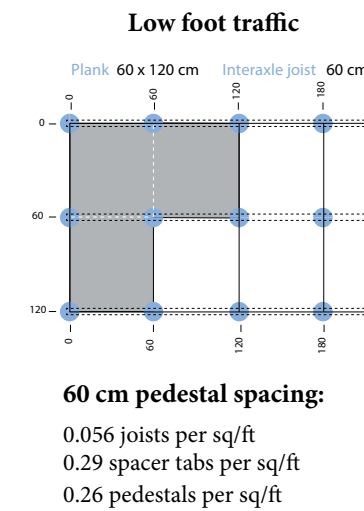 Low foot traffic
Plank 60 x 120 cm Interaxle joist 60 cm
0 60 120 180
0
60
120
0 60 120 180
60 cm pedestal spacing:
0.056 joists per sq/ft
0.29 spacer tabs per sq/ft
0.26 pedestals per sq/ft